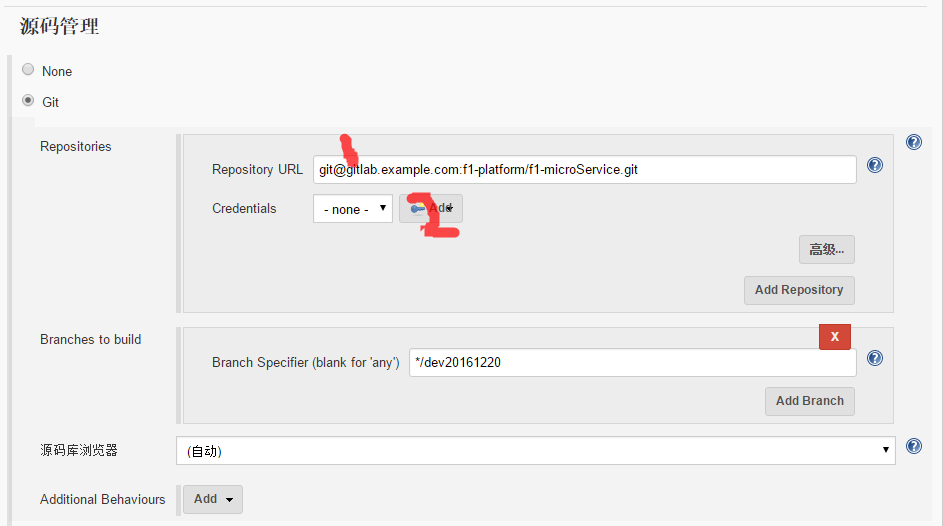 源码管理
None
Git
Repositories
Repository URL git@gitlab.example.com:f1-platform/f1-microService.git
1
Credentials - none - Add
2
高级...
Add Repository
Branches to build
X
Branch Specifier (blank for 'any') */dev20161220
Add Branch
源码库浏览器 (自动)
Additional Behaviours Add